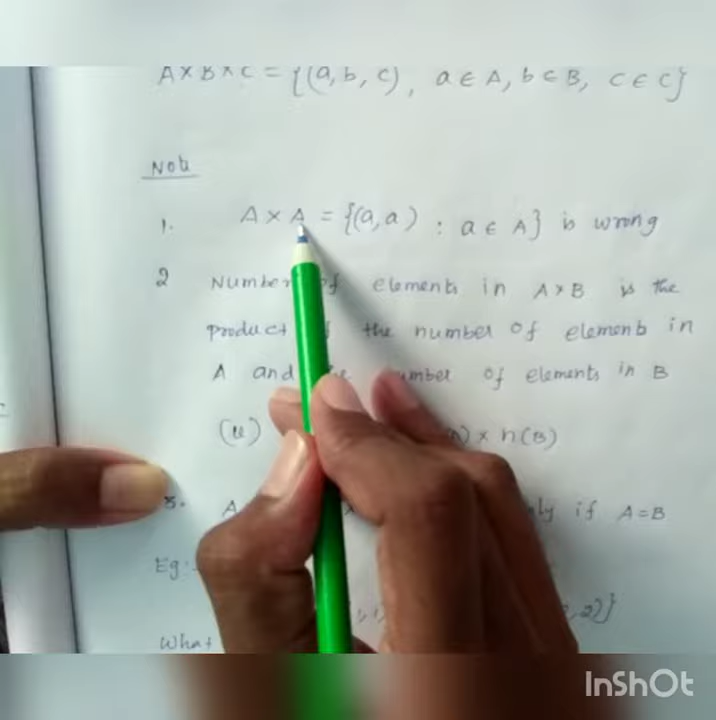 A×B×C = {(a, b, c), a ∈ A, b ∈ B, c ∈ C}
Note
1. A × A = {(a, a) : a ∈ A} is wrong
2 Number of elements in A×B is the
product the number of elements in
A and number of elements in B
(ie) × n(B)
3. A if A=B
Eg:
2)}
What
InShOt